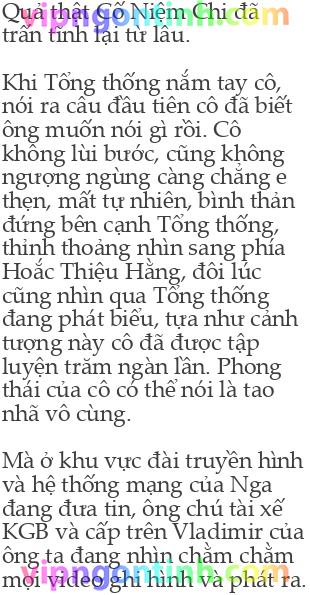 Quả thật Cố Niệm Chi đã
vipngontinh.com
trấn tĩnh lại từ lâu.
Khi Tổng thống nắm tay cô,
nói ra câu đầu tiên cô đã biết
ông muốn nói gì rồi. Cô
không lùi bước, cũng không
ngượng ngùng càng chẳng e
thẹn, mất tự nhiên, bình thản
đứng bên cạnh Tổng thống,
thỉnh thoảng nhìn sang phía
Hoắc Thiệu Hằng, đôi lúc
cũng nhìn qua Tổng thống
đang phát biểu, tựa như cảnh
tượng này cô đã được tập
luyện trăm ngàn lần. Phong
thái của cô có thể nói là tao
nhã vô cùng.
Mà ở khu vực đài truyền hình
và hệ thống mạng của Nga
đang đưa tin, ông chú tài xế
KGB và cấp trên Vladimir của
ông ta đang nhìn chằm chằm
mọi video ghi hình và phát ra.
vipngontinh.com